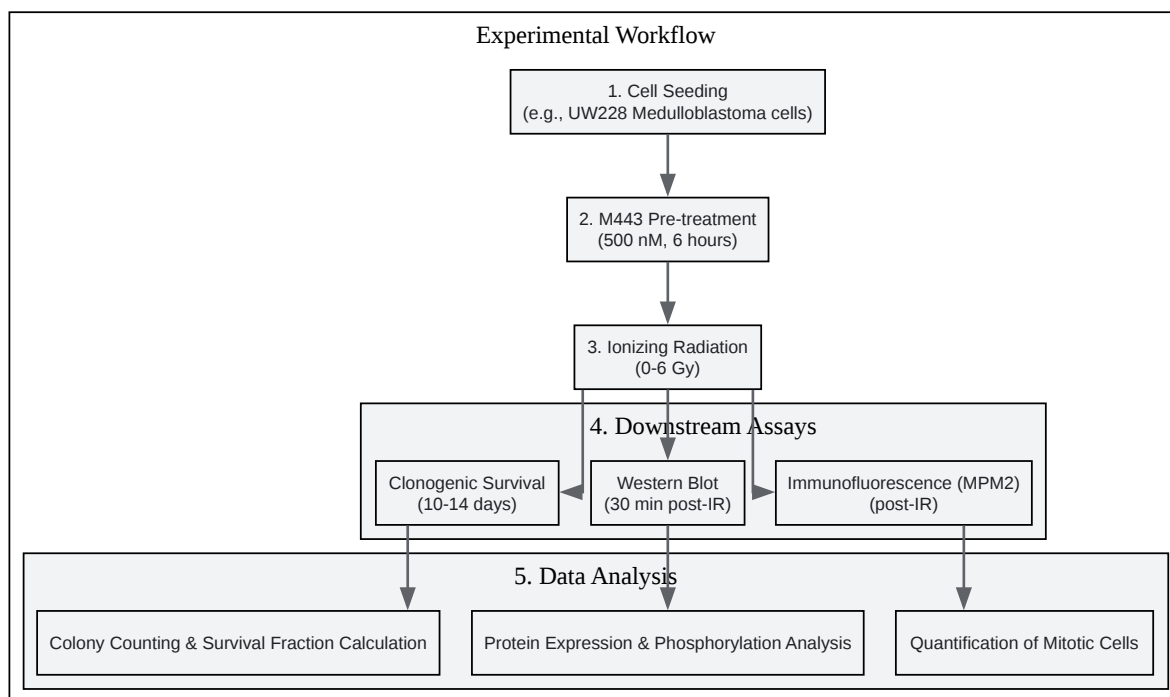 Experimental Workflow
1. Cell Seeding
(e.g., UW228 Medulloblastoma cells)
2. M443 Pre-treatment
(500 nM, 6 hours)
3. Ionizing Radiation
(0-6 Gy)
4. Downstream Assays
Clonogenic Survival
(10-14 days)
Western Blot
(30 min post-IR)
Immunofluorescence (MPM2)
(post-IR)
5. Data Analysis
Colony Counting & Survival Fraction Calculation
Protein Expression & Phosphorylation Analysis
Quantification of Mitotic Cells